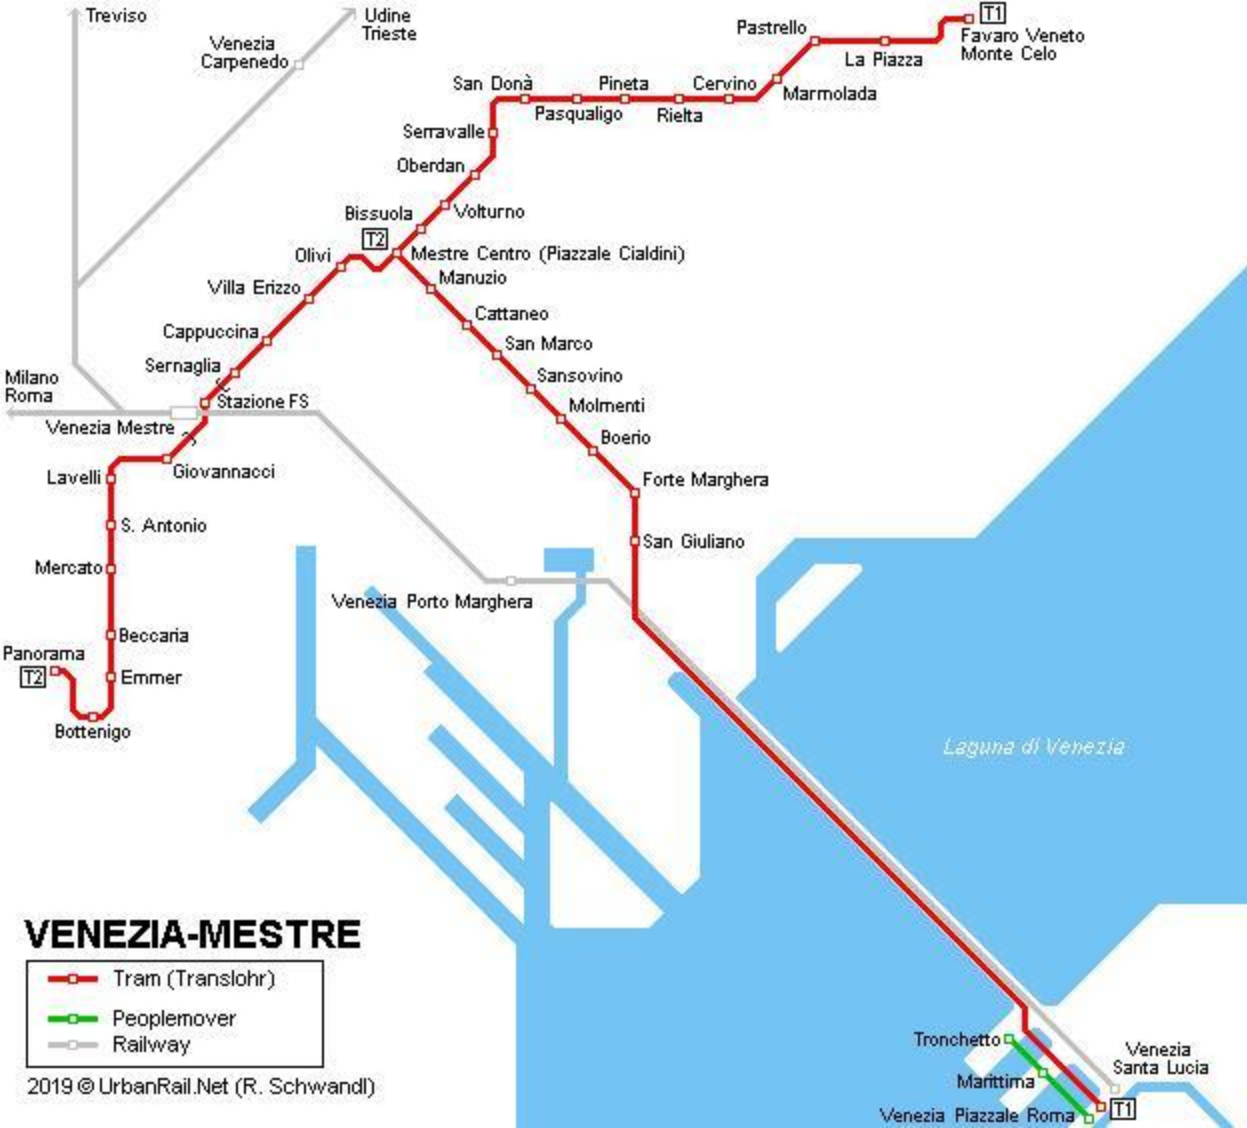 Treviso
Udine
Trieste
Venezia
Carpenedo
T1
Favaro Veneto
Monte Celo
Pastrello
La Piazza
Marmolada
San Donà
Pineta
Cervino
Pasqualigo
Rielta
Serravalle
Oberdan
Volturno
Bissuola
T2
Mestre Centro (Piazzale Cialdini)
Olivi
Manuzio
Villa Erizzo
Cattaneo
Cappuccina
San Marco
Sernaglia
Sansovino
Milano
Roma
Stazione FS
Molmenti
Venezia Mestre
Boerio
Giovannacci
Lavelli
Forte Marghera
S. Antonio
San Giuliano
Mercato
Venezia Porto Marghera
Beccaria
Panorama
T2
Emmer
Bottenigo
Laguna di Venezia
VENEZIA-MESTRE
Tram (Translohr)
Peoplemover
Railway
2019 © UrbanRail.Net (R. Schwandl)
Tronchetto
Venezia
Santa Lucia
Marittima
Venezia Piazzale Roma
T1